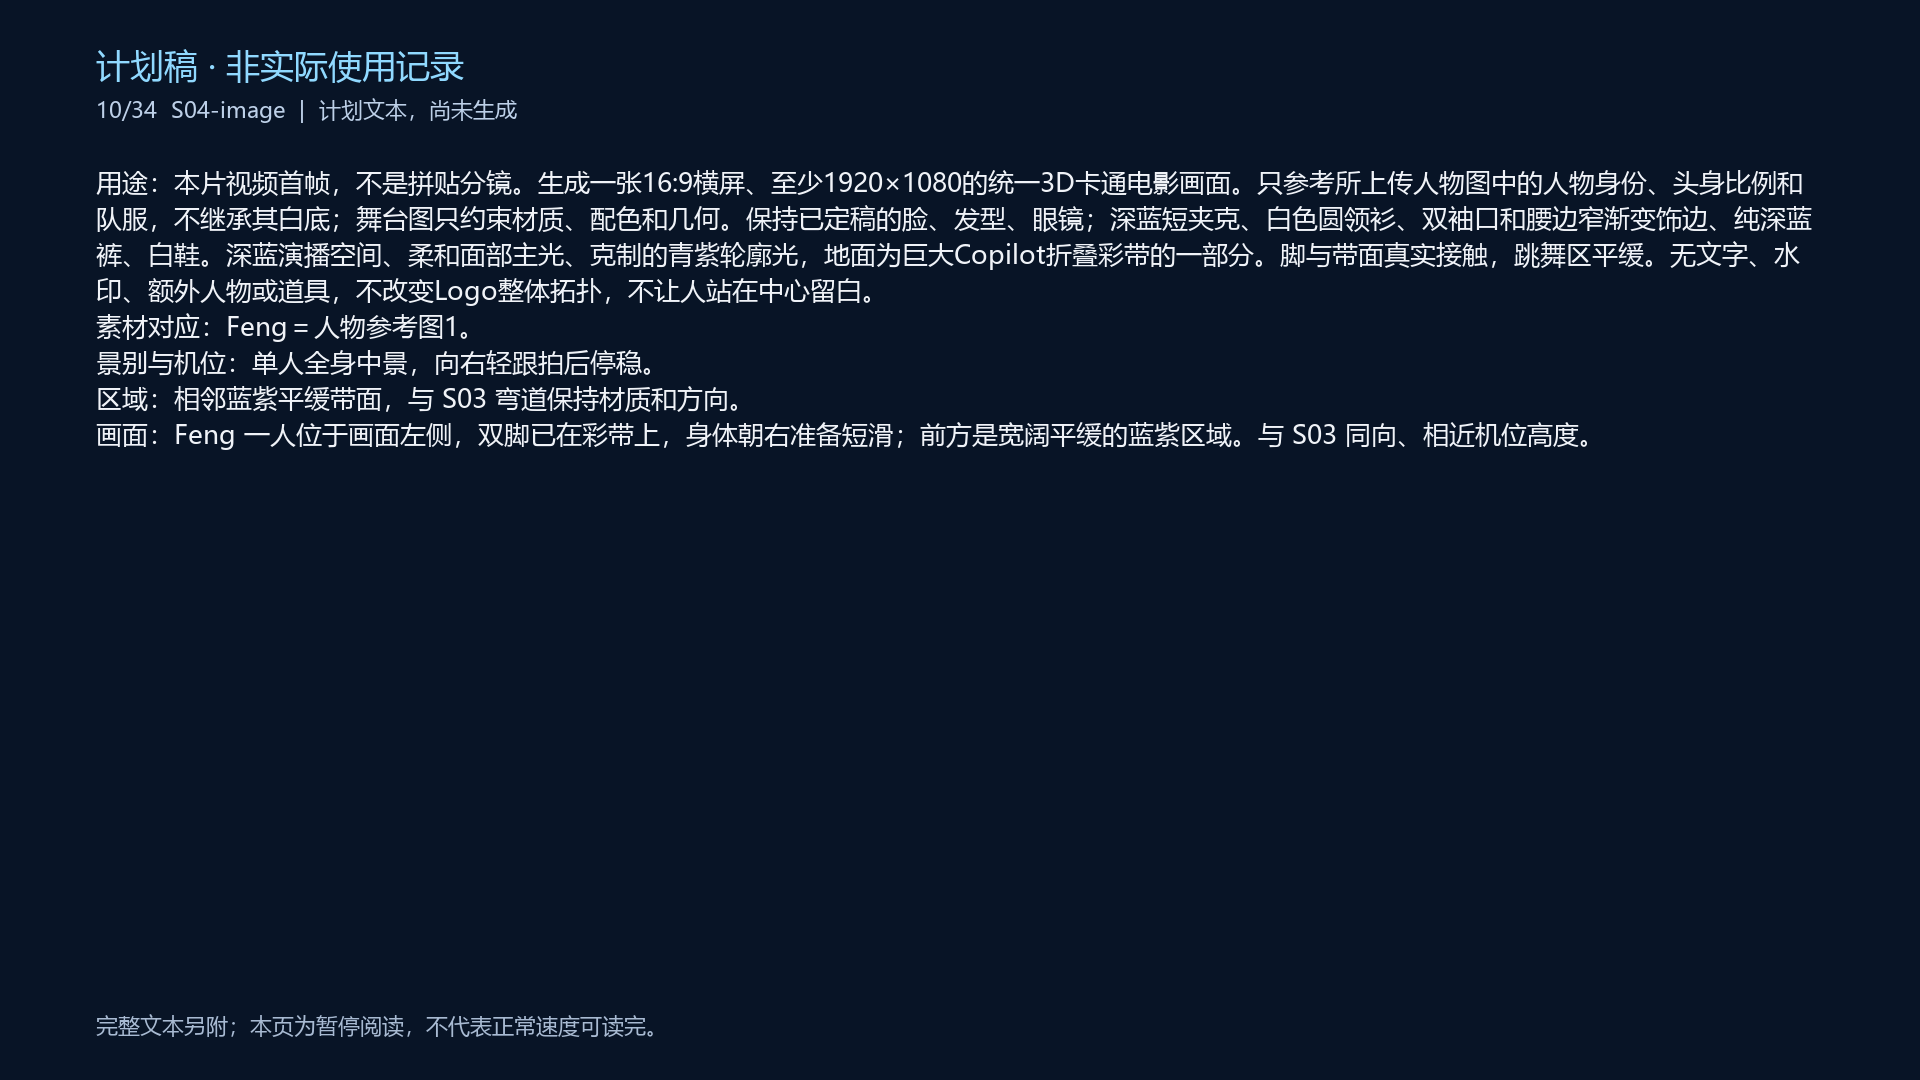 计划稿 · 非实际使用记录
10/34 S04-image | 计划文本，尚未生成
用途：本片视频首帧，不是拼贴分镜。生成一张16:9横屏、至少1920×1080的统一3D卡通电影画面。只参考所上传人物图中的人物身份、头身比例和
队服，不继承其白底；舞台图只约束材质、配色和几何。保持已定稿的脸、发型、眼镜；深蓝短夹克、白色圆领衫、双袖口和腰边窄渐变饰边、纯深蓝
裤、白鞋。深蓝演播空间、柔和面部主光、克制的青紫轮廓光，地面为巨大Copilot折叠彩带的一部分。脚与带面真实接触，跳舞区平缓。无文字、水
印、额外人物或道具，不改变Logo整体拓扑，不让人站在中心留白。
素材对应：Feng＝人物参考图1。
景别与机位：单人全身中景，向右轻跟拍后停稳。
区域：相邻蓝紫平缓带面，与 S03 弯道保持材质和方向。
画面：Feng 一人位于画面左侧，双脚已在彩带上，身体朝右准备短滑；前方是宽阔平缓的蓝紫区域。与 S03 同向、相近机位高度。
完整文本另附；本页为暂停阅读，不代表正常速度可读完。